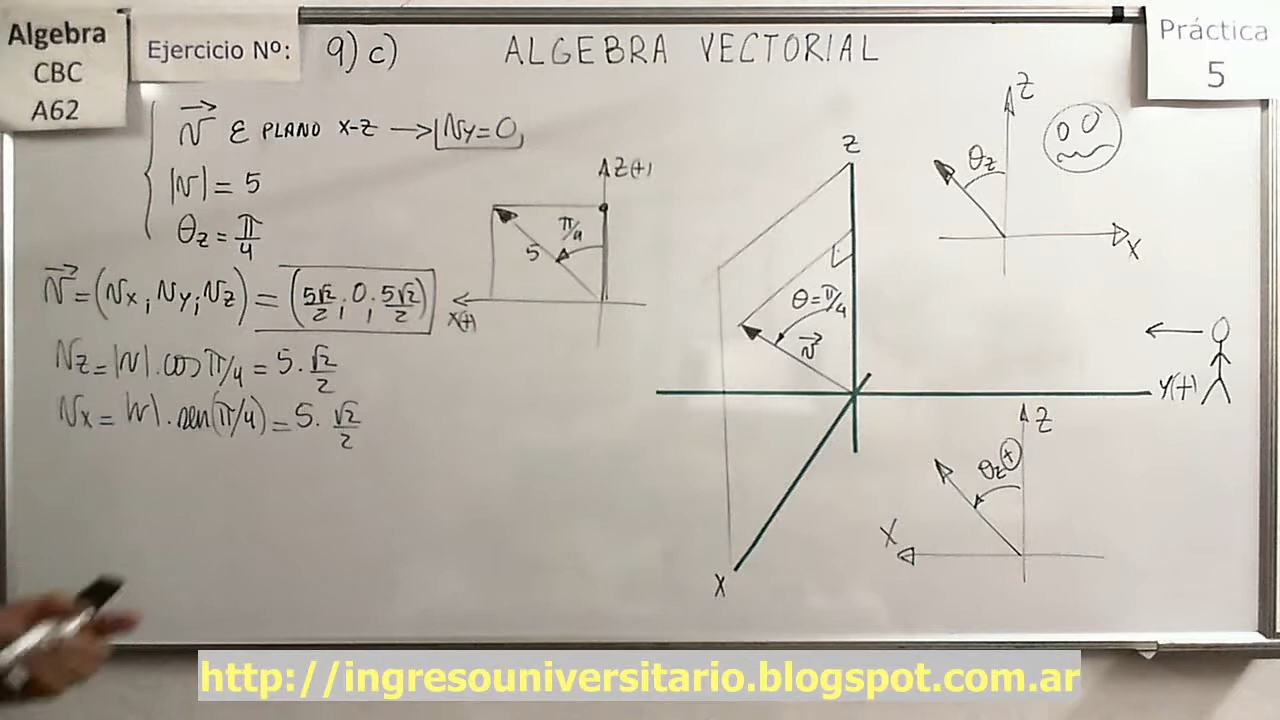 Algebra
CBC
A62
Ejercicio Nº:
9) c)
ALGEBRA VECTORIAL
Práctica
5
v ε PLANO X-Z → Ny=0
|v| = 5
θz = π/4
v = (Nx, Ny, Nz) = (5√2/2, 0, 5√2/2)
Nz = |v|.cos π/4 = 5.√2/2
Nx = |v|.sen(π/4) = 5.√2/2
Z(+)
π/4
5
X(+)
Z
θ=π/4
v
Y(+)
X
Z
θz
X
Z
θz +
X
http://ingresouniversitario.blogspot.com.ar